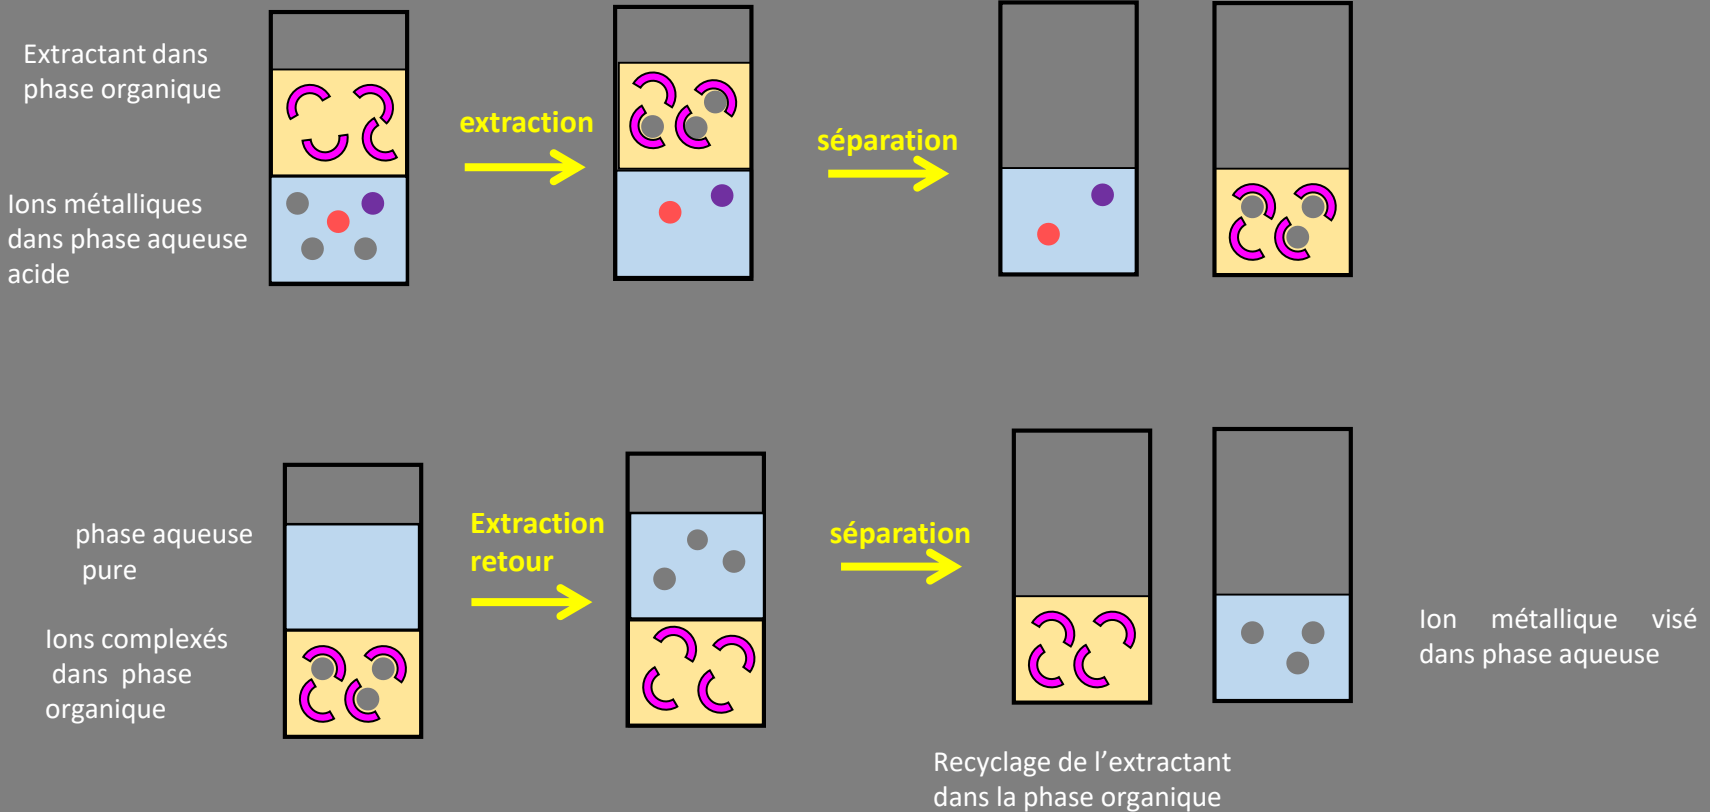 Extractant dans
phase organique
extraction
séparation
Ions métalliques
dans phase aqueuse
acide
phase aqueuse
pure
Extraction
retour
séparation
Ions complexés
dans phase
organique
Ion métallique visé
dans phase aqueuse
Recyclage de l’extractant
dans la phase organique